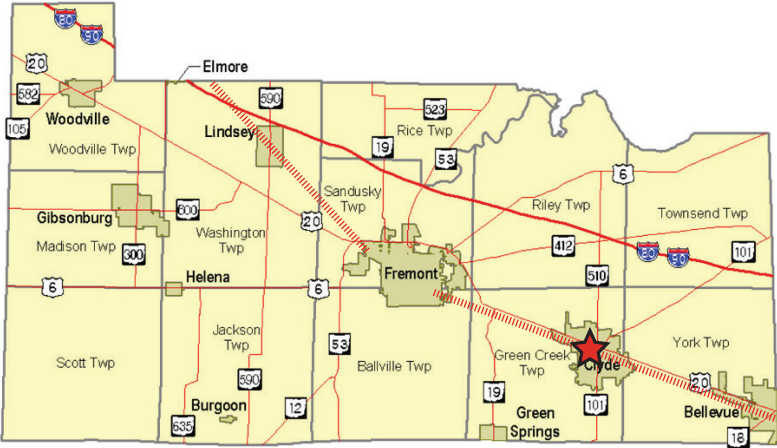 80
90
20
Elmore
582
590
Woodville
523
105
Lindsey
19
Rice Twp
53
Woodville Twp
6
Sandusky
Twp
Riley Twp
Gibsonburg
600
20
Townsend Twp
Washington
Twp
Madison Twp
300
412
101
80
90
Helena
Fremont
510
6
6
Jackson
Twp
53
Scott Twp
Ballville Twp
Green Creek
Twp
Clyde
York Twp
590
19
20
Burgoon
12
101
Bellevue
635
Green
Springs
18